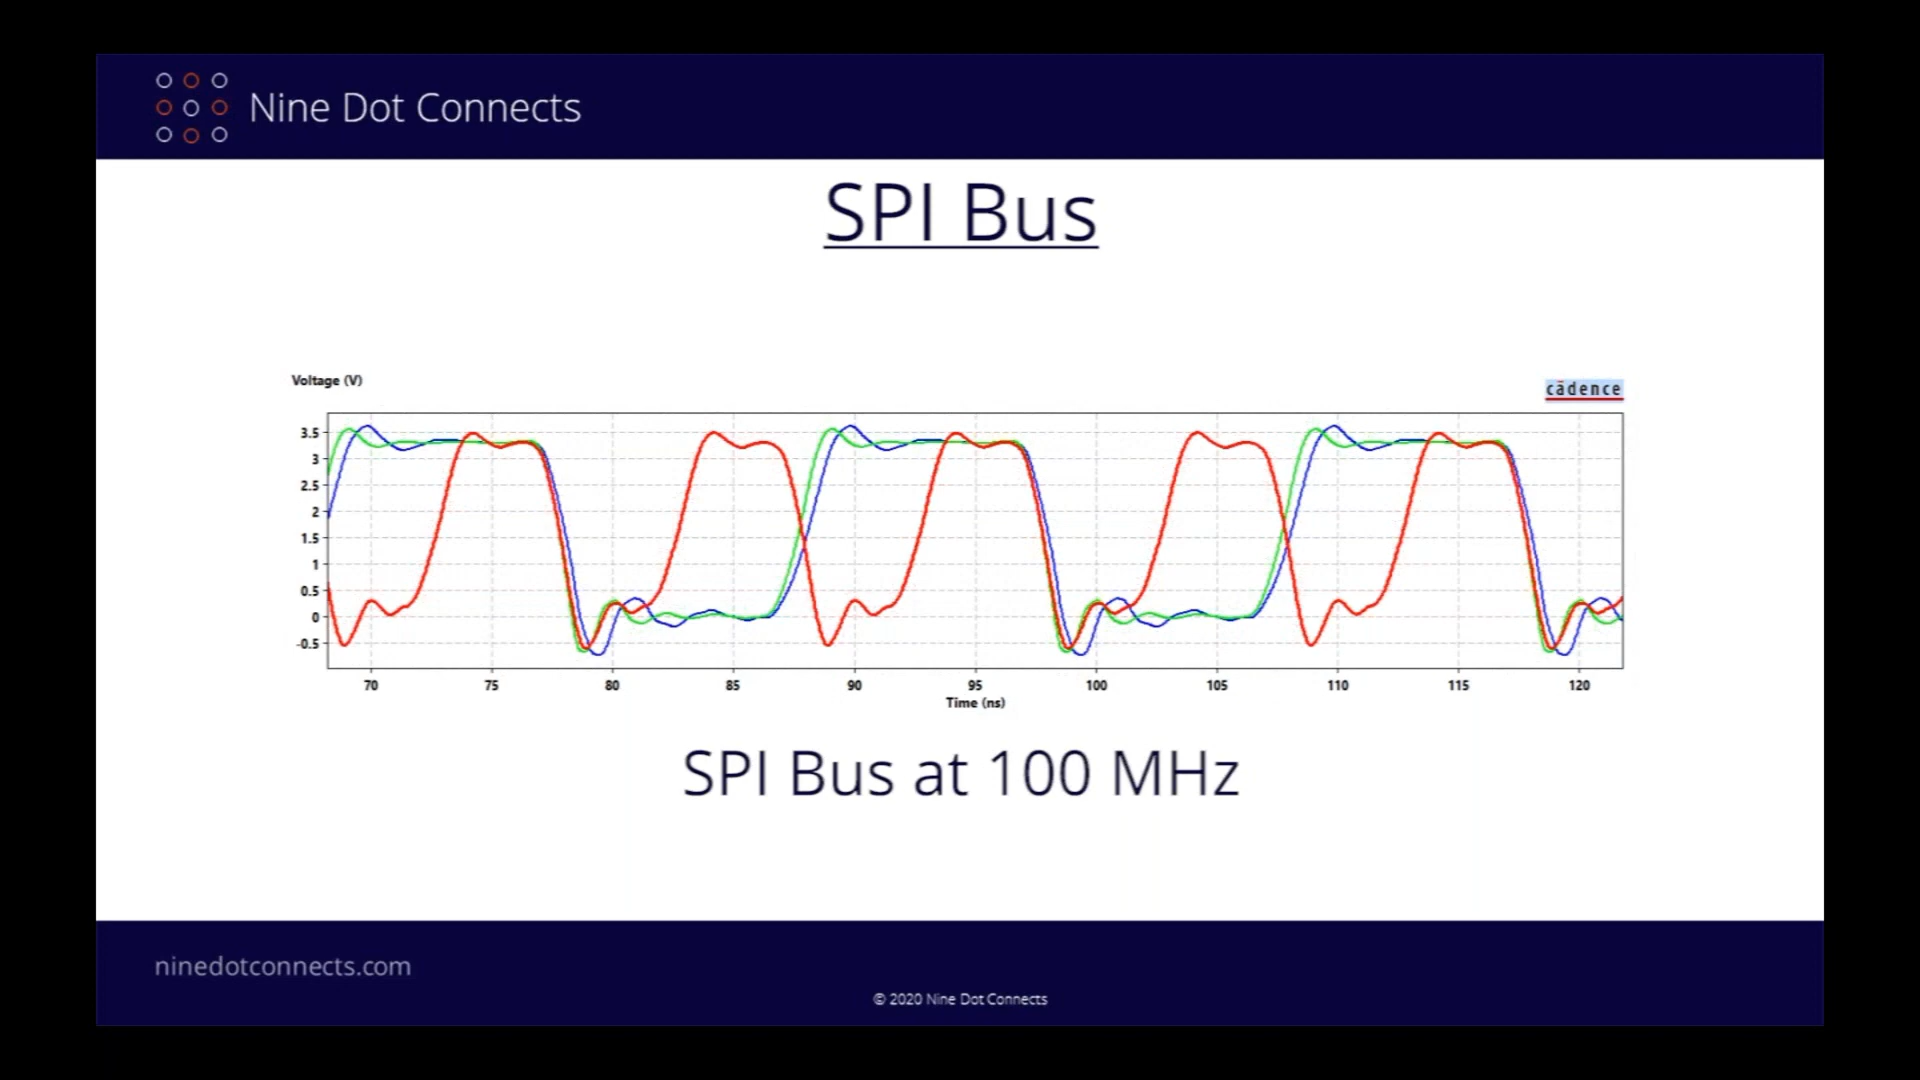 Nine Dot Connects
SPI Bus
Voltage (V)
cādence
3.5
3
2.5
2
1.5
1
0.5
0
-0.5
70 75 80 85 90 95 100 105 110 115 120
Time (ns)
SPI Bus at 100 MHz
ninedotconnects.com
© 2020 Nine Dot Connects